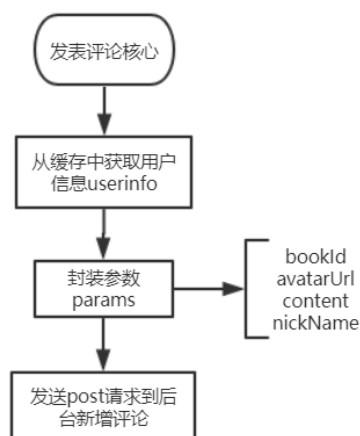 发表评论核心
从缓存中获取用户
信息userinfo
封装参数
params
bookId
avatarUrl
content
nickName
发送post请求到后
台新增评论